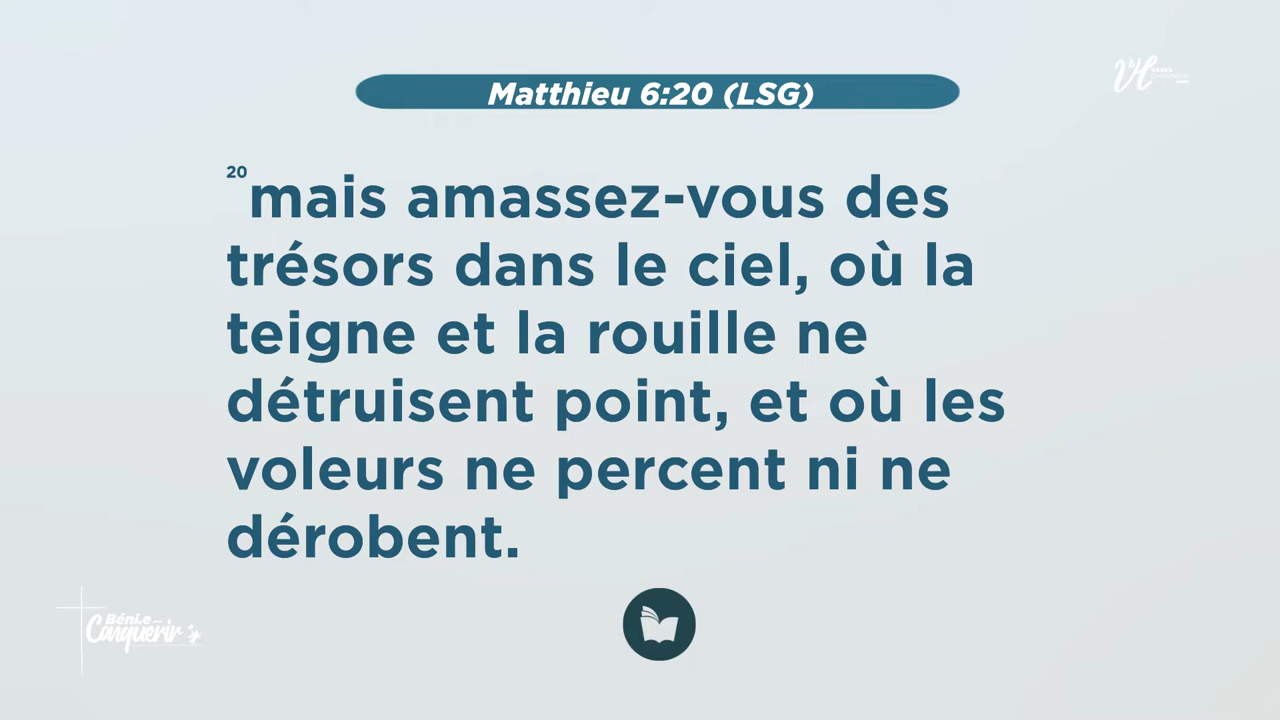 Matthieu 6:20 (LSG)
20 mais amassez-vous des
trésors dans le ciel, où la
teigne et la rouille ne
détruisent point, et où les
voleurs ne percent ni ne
dérobent.
Béni.e
Conquérir